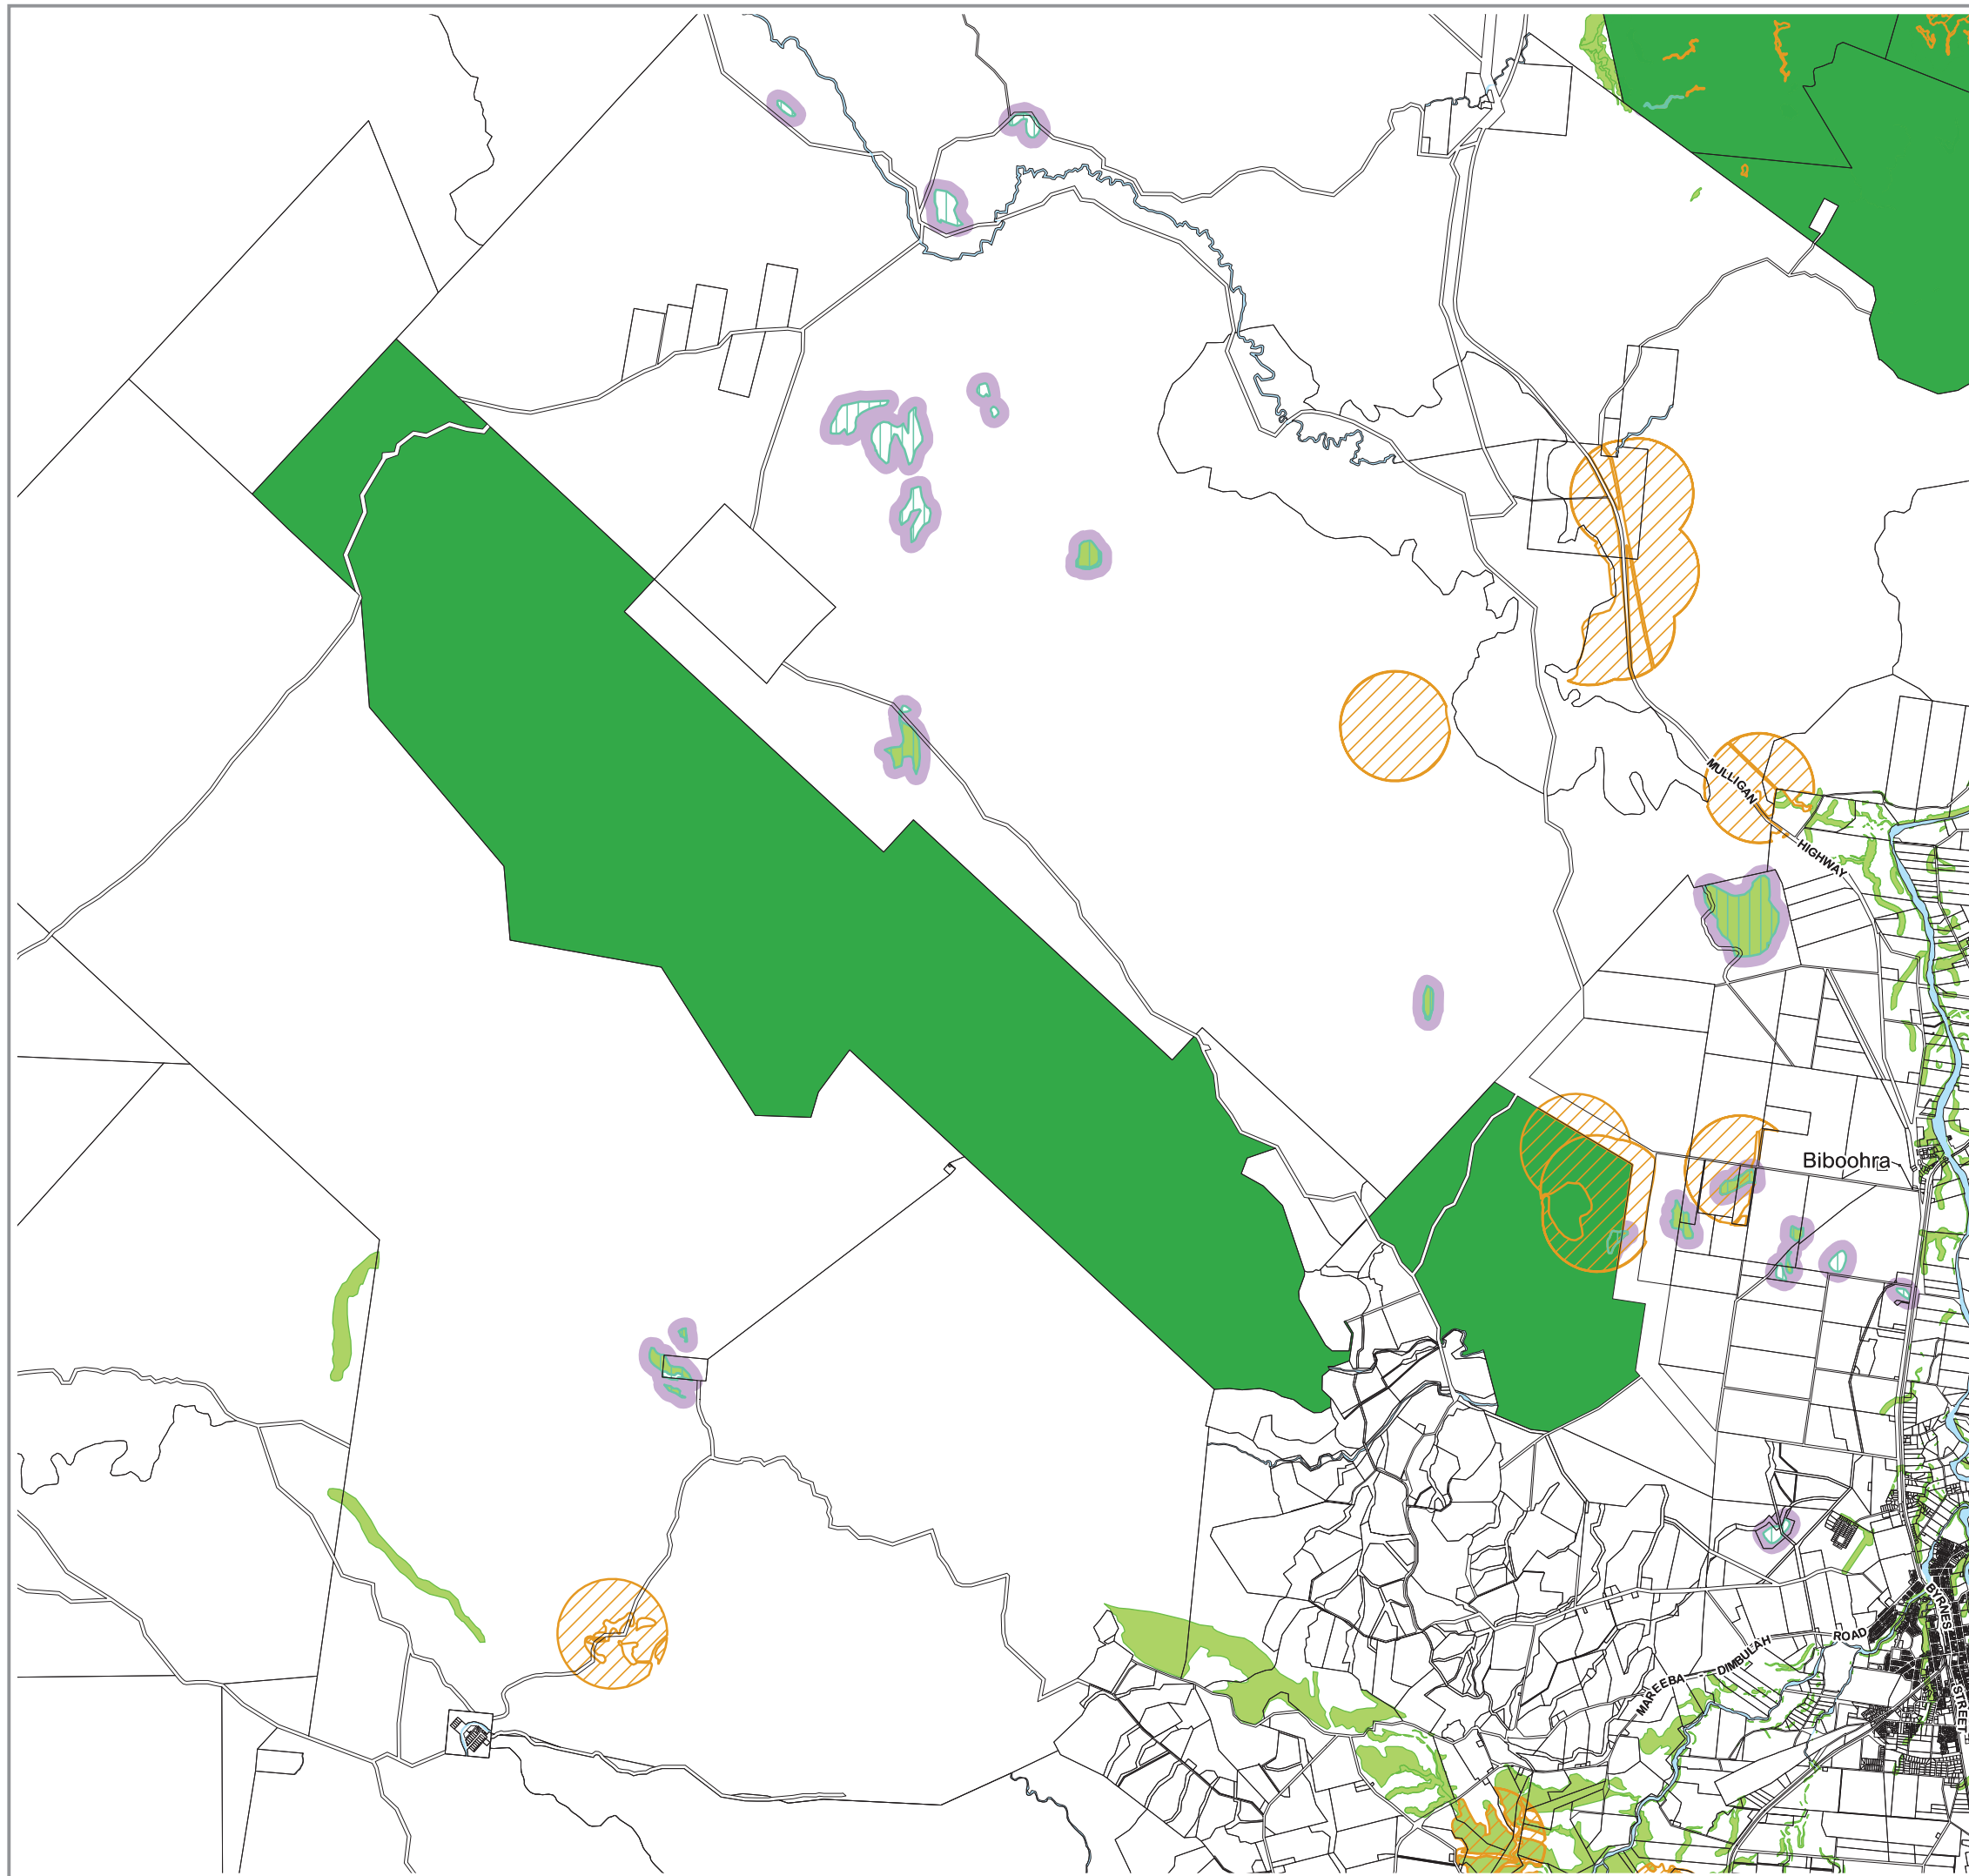 MULLIGAN
HIGHWAY
Biboohra
BYRNES
STREET
MAREEBA - DIMBULAH
ROAD